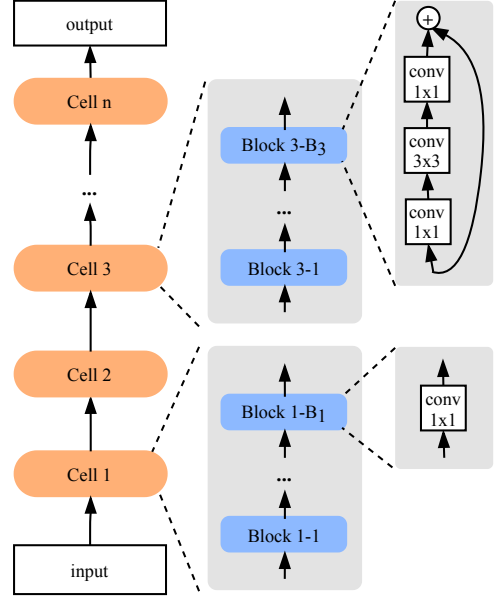 output
Cell n
...
Cell 3
Cell 2
Cell 1
input
Block 3-B3
...
Block 3-1
Block 1-B1
...
Block 1-1
+
conv
1x1
conv
3x3
conv
1x1
conv
1x1